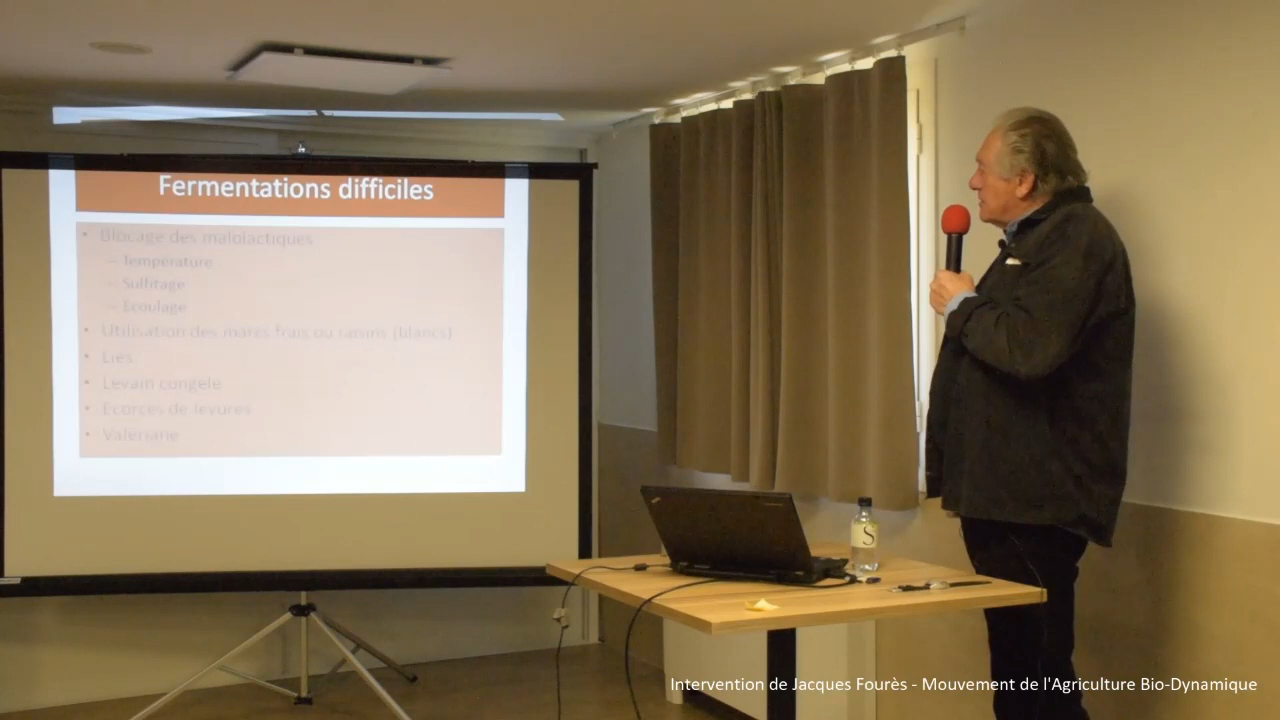 Fermentations difficiles
• Blocage des malolactiques
– Température
– Sulfitage
– Ecoulage
• Utilisation des marcs frais ou raisins (blancs)
• Lies
• Levain congelé
• Ecorces de levures
• Valériane
S
Intervention de Jacques Fourès - Mouvement de l'Agriculture Bio-Dynamique